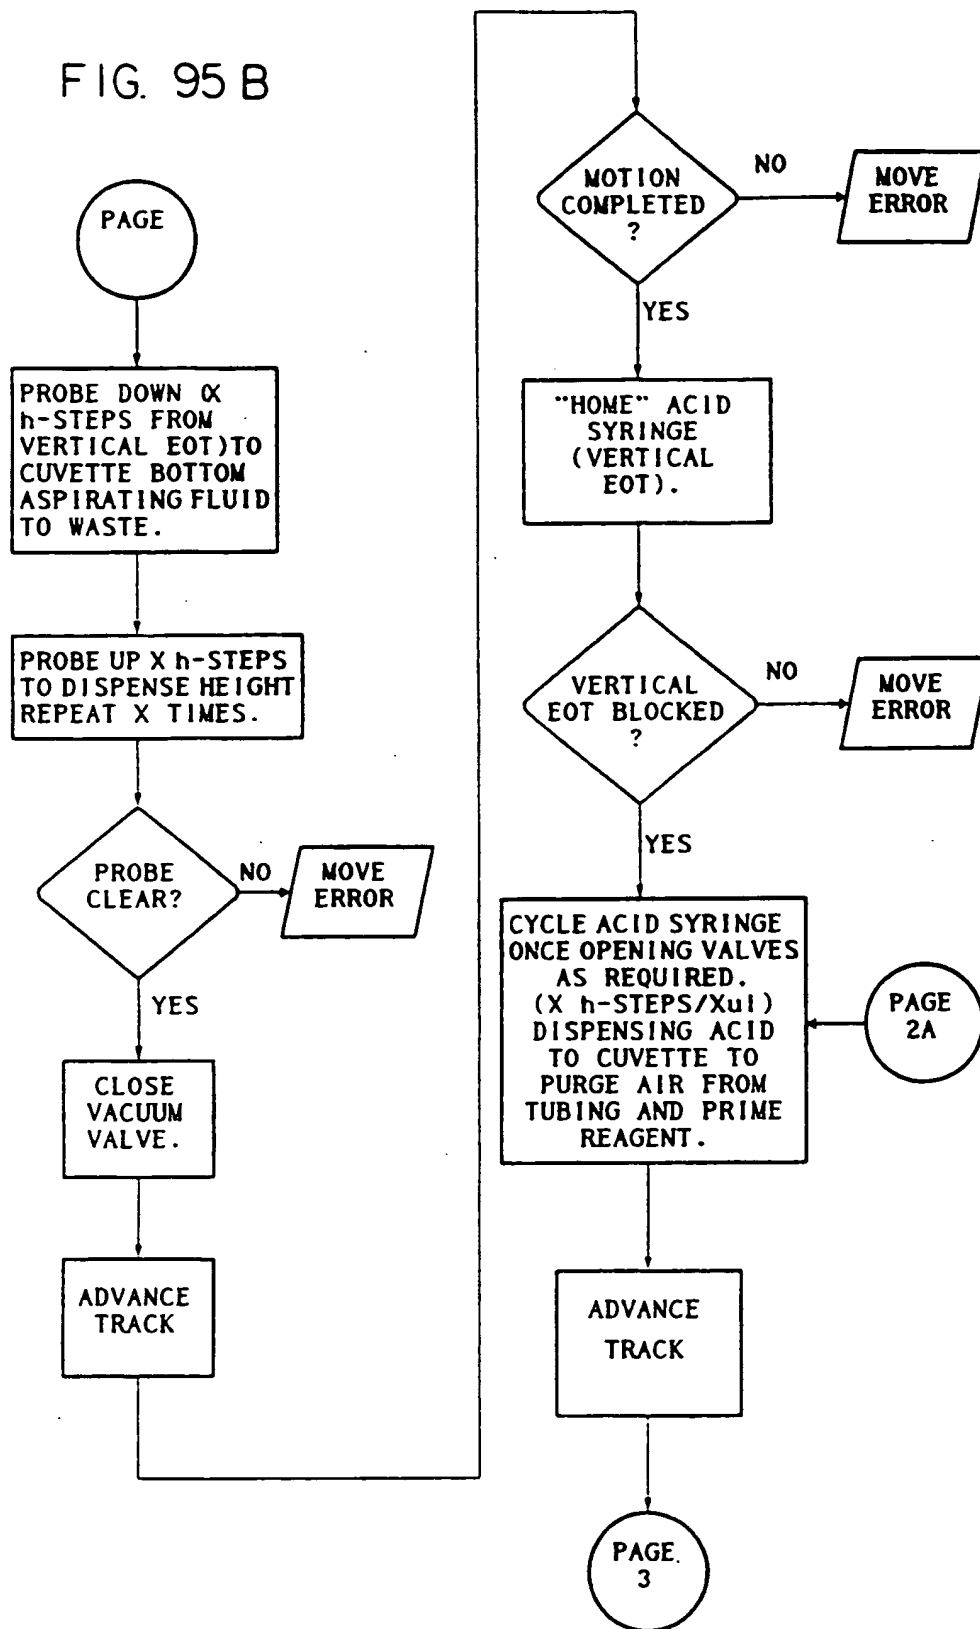 FIG. 95 B
PAGE
PROBE DOWN (X
h-STEPS FROM
VERTICAL EOT)TO
CUVETTE BOTTOM
ASPIRATING FLUID
TO WASTE.
PROBE UP X h-STEPS
TO DISPENSE HEIGHT
REPEAT X TIMES.
PROBE
CLEAR?
NO
MOVE
ERROR
YES
CLOSE
VACUUM
VALVE.
ADVANCE
TRACK
MOTION
COMPLETED
?
NO
MOVE
ERROR
YES
"HOME" ACID
SYRINGE
(VERTICAL
EOT).
VERTICAL
EOT BLOCKED
?
NO
MOVE
ERROR
YES
CYCLE ACID SYRINGE
ONCE OPENING VALVES
AS REQUIRED.
(X h-STEPS/Xul)
DISPENSING ACID
TO CUVETTE TO
PURGE AIR FROM
TUBING AND PRIME
REAGENT.
PAGE
2A
ADVANCE
TRACK
PAGE.
3